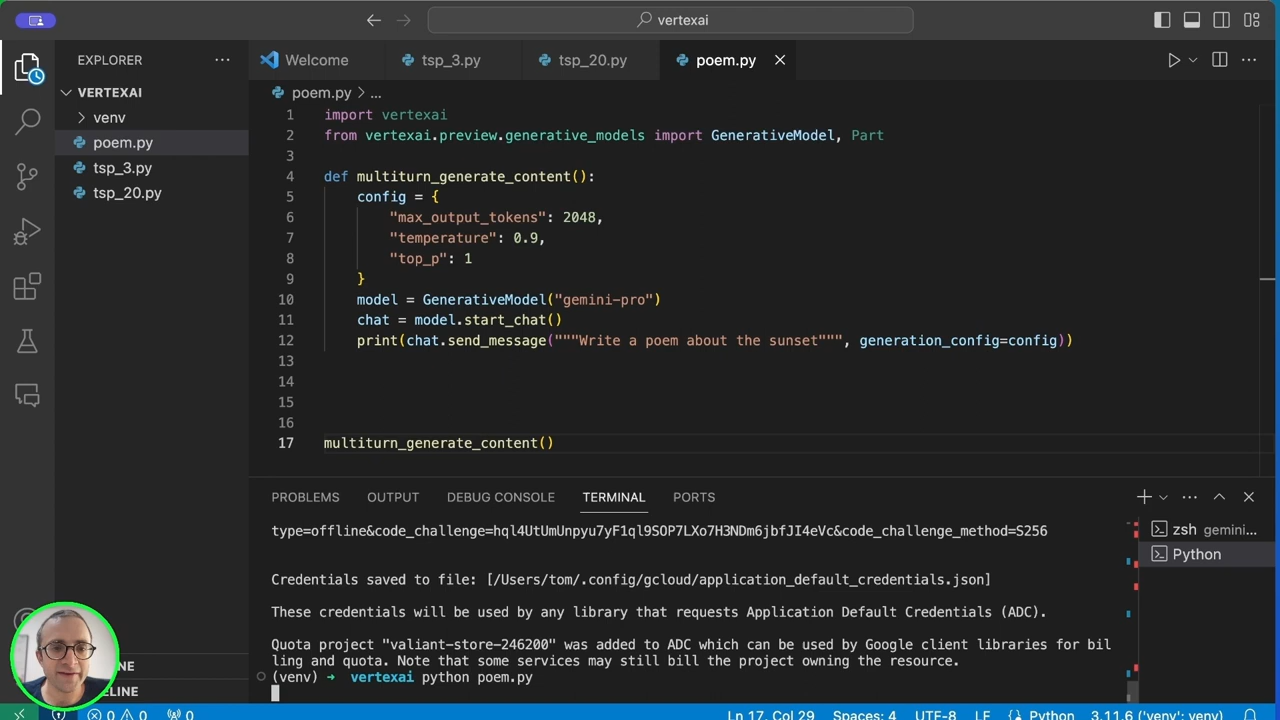 vertexai
EXPLORER
Welcome
tsp_3.py
tsp_20.py
poem.py
VERTEXAI
venv
poem.py
tsp_3.py
tsp_20.py
poem.py > ...
1 import vertexai
2 from vertexai.preview.generative_models import GenerativeModel, Part
3
4 def multiturn_generate_content():
5 config = {
6 "max_output_tokens": 2048,
7 "temperature": 0.9,
8 "top_p": 1
9 }
10 model = GenerativeModel("gemini-pro")
11 chat = model.start_chat()
12 print(chat.send_message("""Write a poem about the sunset""", generation_config=config))
13
14
15
16
17 multiturn_generate_content()
PROBLEMS OUTPUT DEBUG CONSOLE TERMINAL PORTS
type=offline&code_challenge=hql4UtUmUnpyu7yF1ql9SOP7LXo7H3NDm6jbfJI4eVc&code_challenge_method=S256
Credentials saved to file: [/Users/tom/.config/gcloud/application_default_credentials.json]
These credentials will be used by any library that requests Application Default Credentials (ADC).
Quota project "valiant-store-246200" was added to ADC which can be used by Google client libraries for bil
ling and quota. Note that some services may still bill the project owning the resource.
(venv) ➜ vertexai python poem.py
zsh gemini...
Python
0 0 0
Ln 17, Col 29 Spaces: 4 UTF-8 LF Python 3.11.6 ('venv': venv)